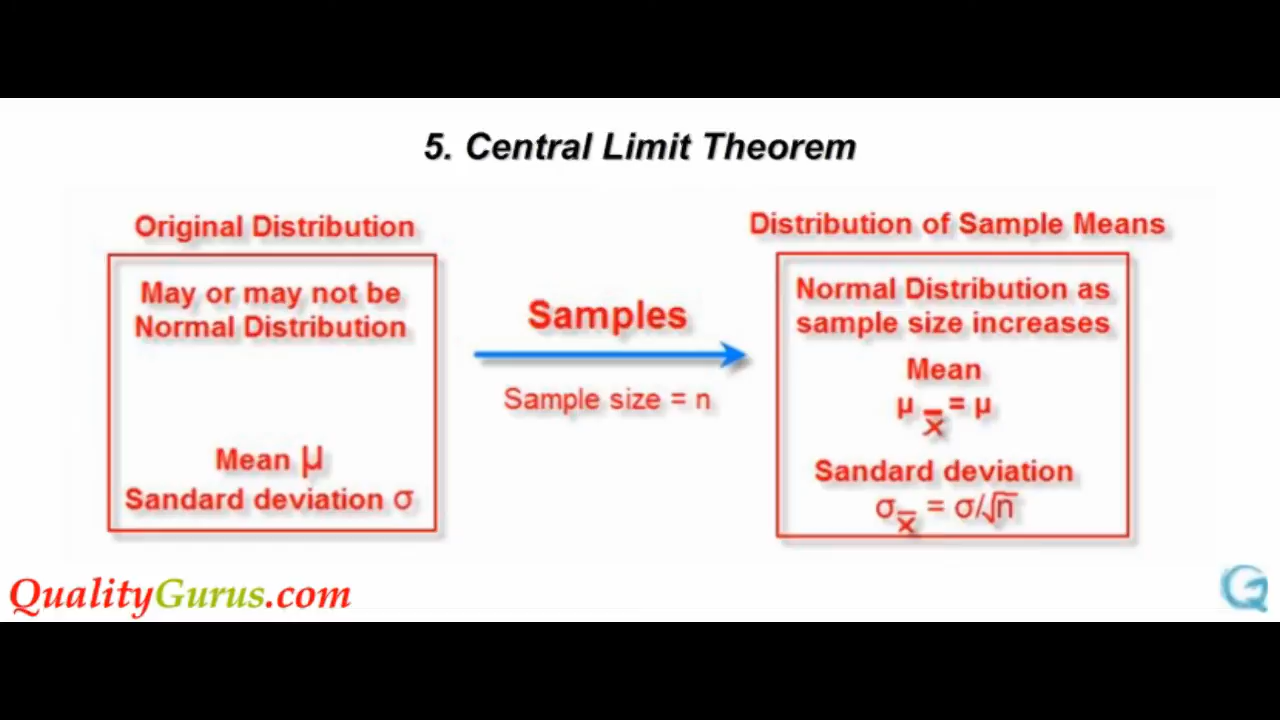 5. Central Limit Theorem
Original Distribution
May or may not be
Normal Distribution
Mean μ
Sandard deviation σ
Samples
Sample size = n
Distribution of Sample Means
Normal Distribution as
sample size increases
Mean
μ x̅ = μ
Sandard deviation
σx̅ = σ/√n
QualityGurus.com